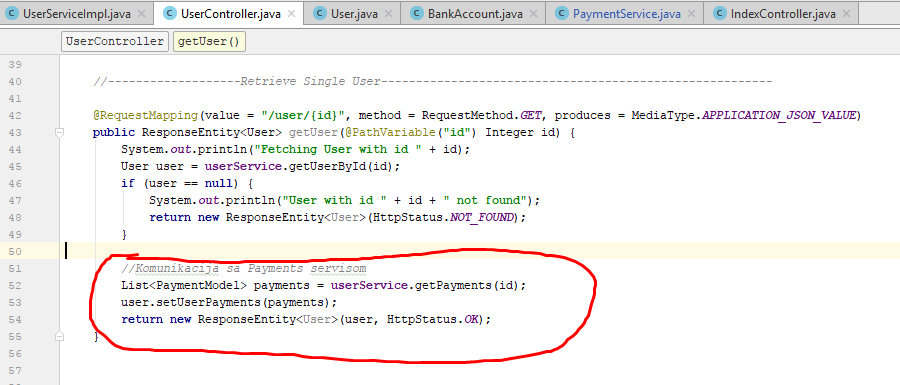 UserServiceImpl.java × UserController.java × User.java × BankAccount.java × PaymentService.java × IndexController.java ×
UserController getUser()
39
40 //-------------------Retrieve Single User--------------------------------------------------------
41
42 @RequestMapping(value = "/user/{id}", method = RequestMethod.GET, produces = MediaType.APPLICATION_JSON_VALUE)
43 public ResponseEntity<User> getUser(@PathVariable("id") Integer id) {
44 System.out.println("Fetching User with id " + id);
45 User user = userService.getUserById(id);
46 if (user == null) {
47 System.out.println("User with id " + id + " not found");
48 return new ResponseEntity<User>(HttpStatus.NOT_FOUND);
49 }
50
51 //Komunikacija sa Payments servisom
52 List<PaymentModel> payments = userService.getPayments(id);
53 user.setUserPayments(payments);
54 return new ResponseEntity<User>(user, HttpStatus.OK);
55 }
56
57